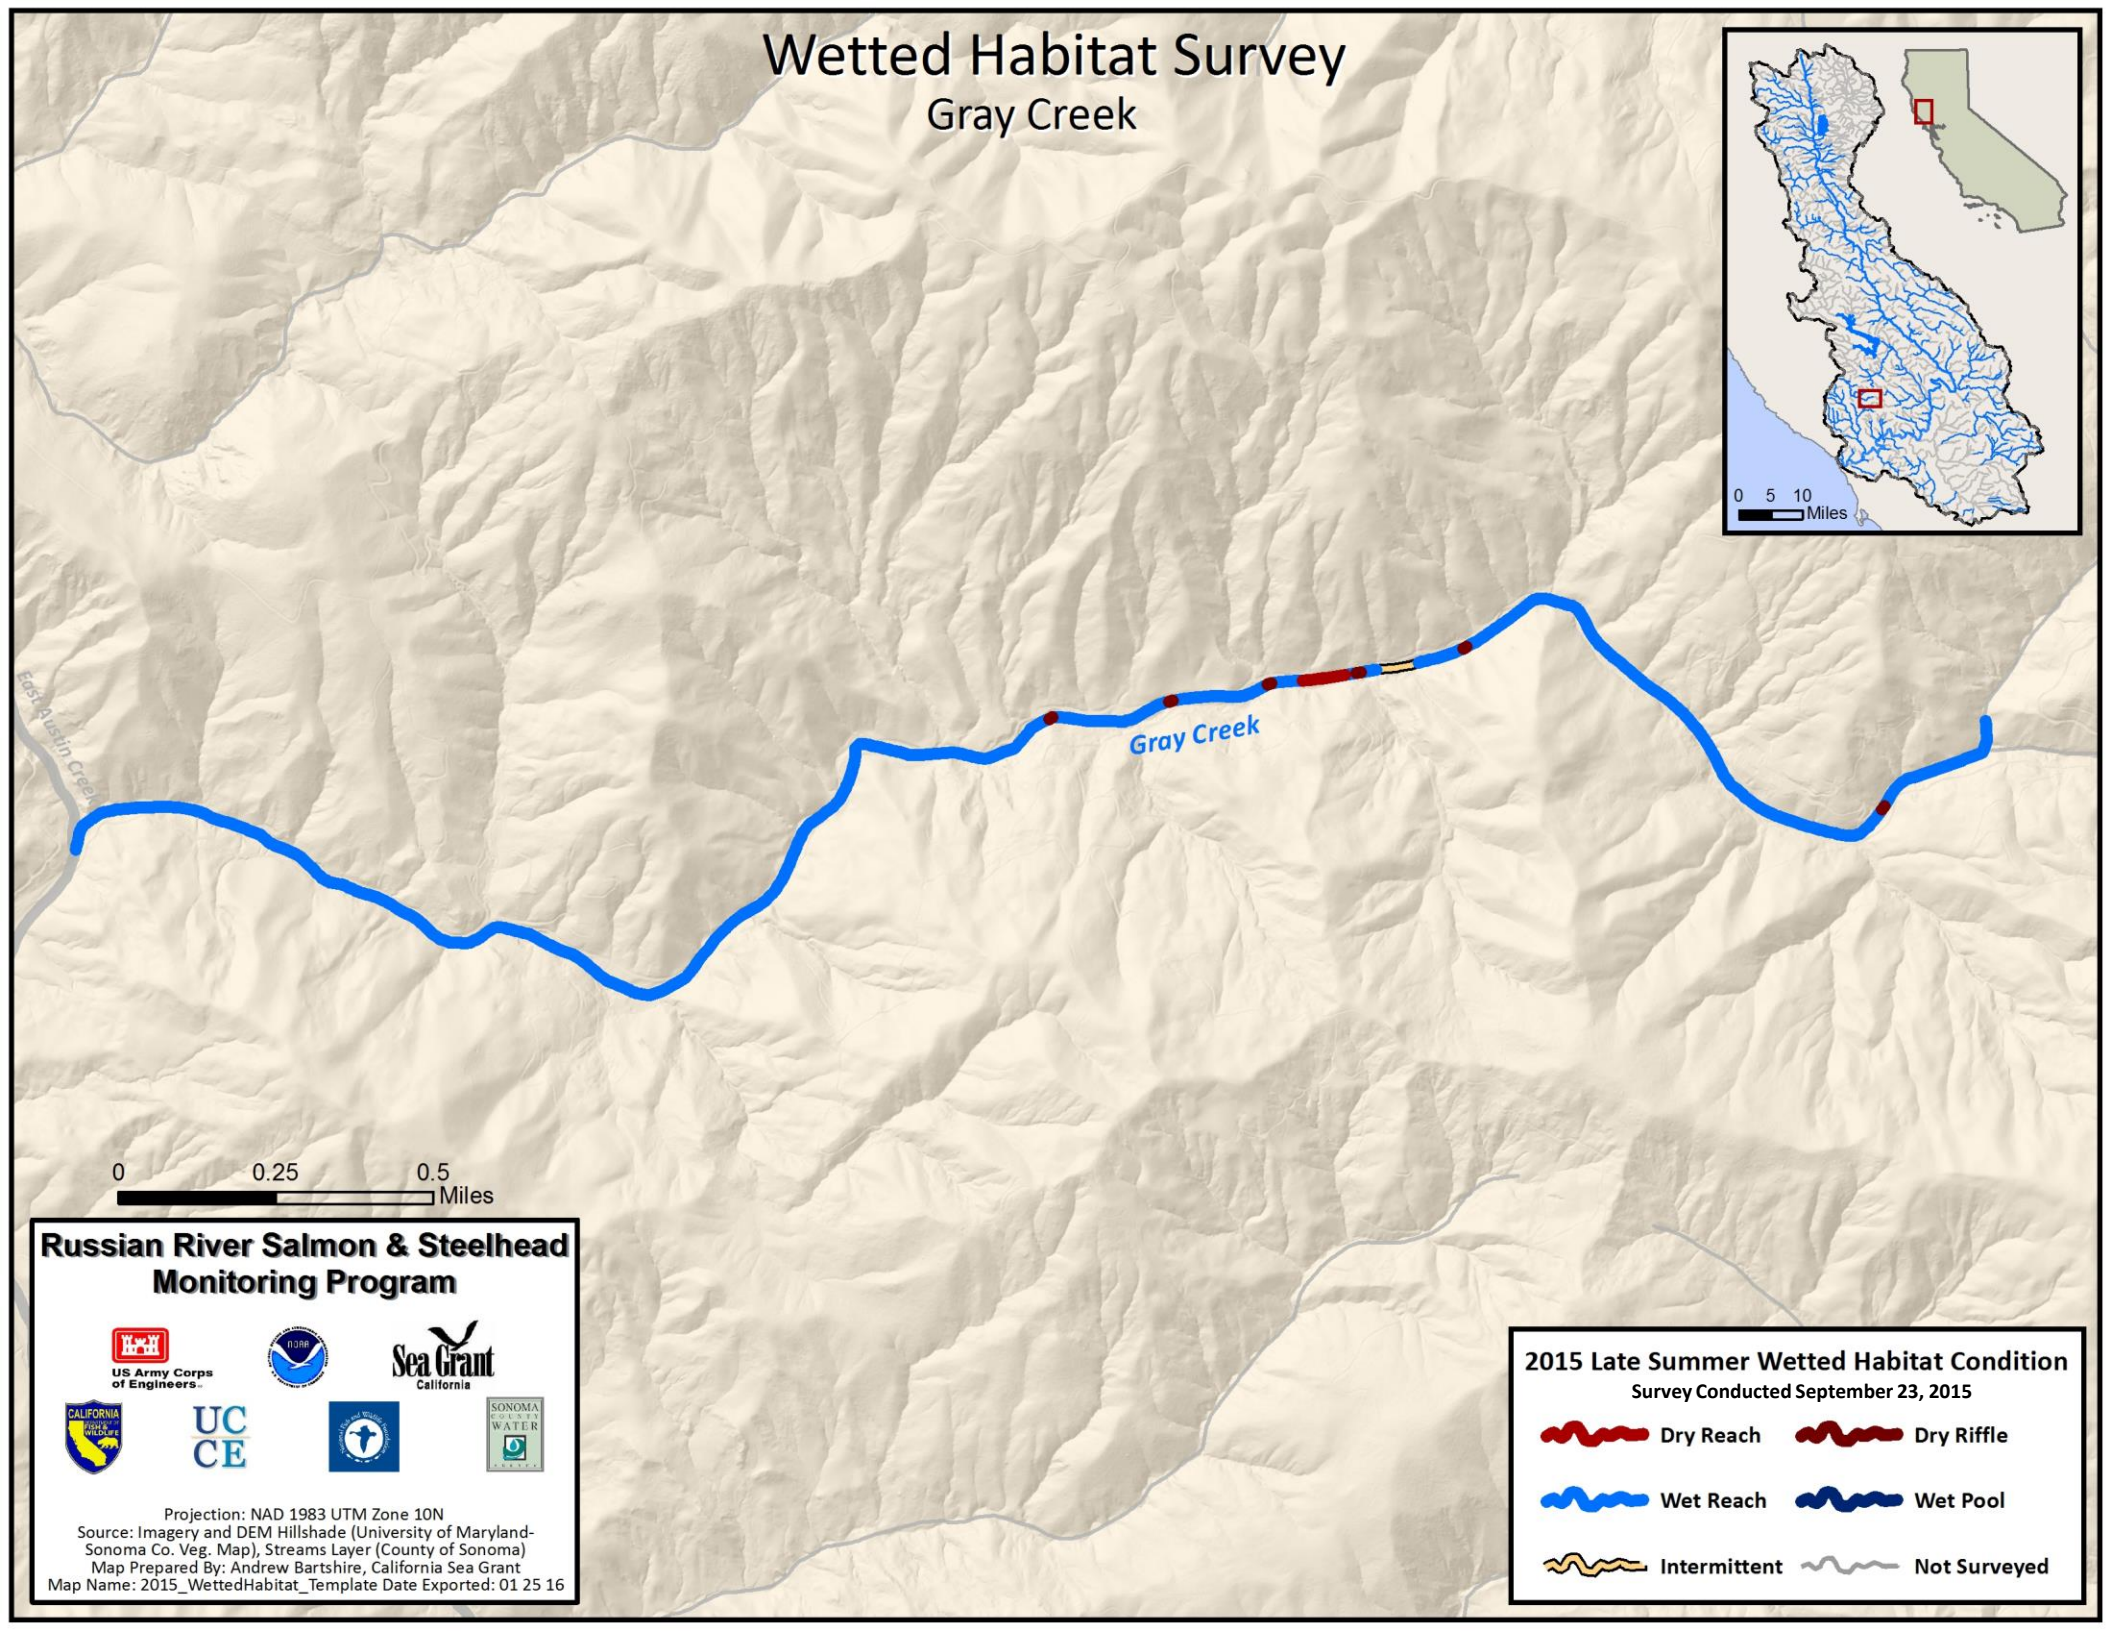 Wetted Habitat Survey
Gray Creek
0 5 10
Miles
East Austin Creek
Gray Creek
0 0.25 0.5
Miles
Russian River Salmon & Steelhead
Monitoring Program
US Army Corps
of Engineers
NOAA
Sea Grant
California
CALIFORNIA
FISH &
WILDLIFE
UC
CE
SONOMA
COUNTY
WATER
AGENCY
Projection: NAD 1983 UTM Zone 10N
Source: Imagery and DEM Hillshade (University of Maryland-
Sonoma Co. Veg. Map), Streams Layer (County of Sonoma)
Map Prepared By: Andrew Bartshire, California Sea Grant
Map Name: 2015_WettedHabitat_Template Date Exported: 01 25 16
2015 Late Summer Wetted Habitat Condition
Survey Conducted September 23, 2015
Dry Reach
Dry Riffle
Wet Reach
Wet Pool
Intermittent
Not Surveyed